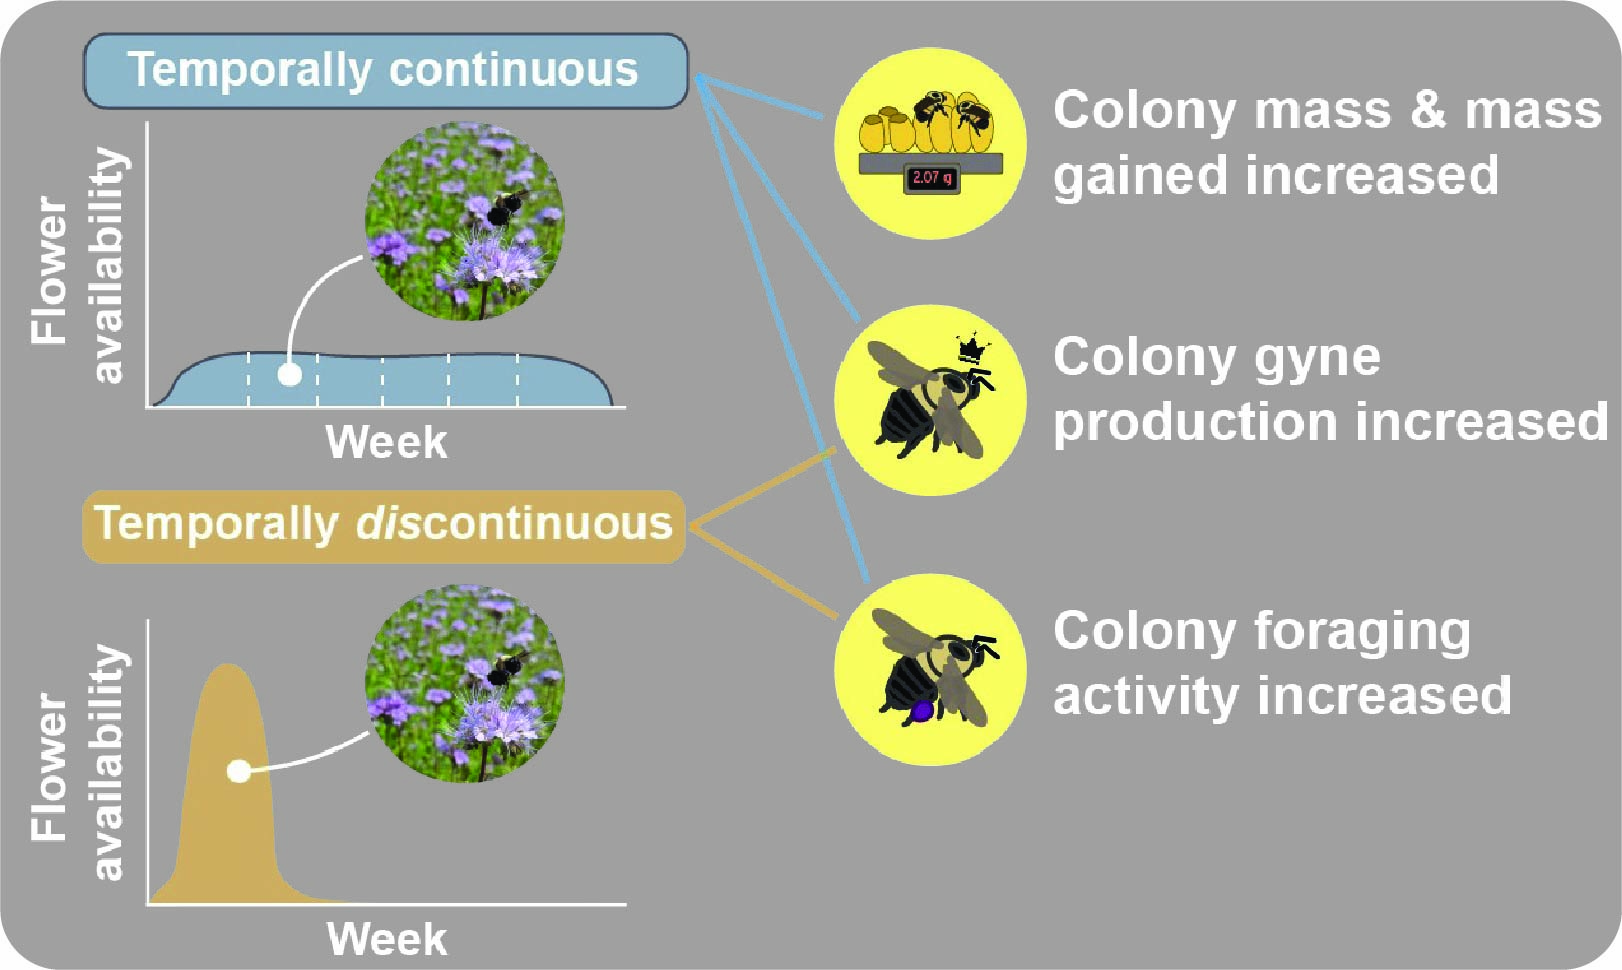 Temporally continuous
Flower
availability
Week
Temporally discontinuous
Flower
availability
Week
2.07 g
Colony mass & mass
gained increased
Colony gyne
production increased
Colony foraging
activity increased